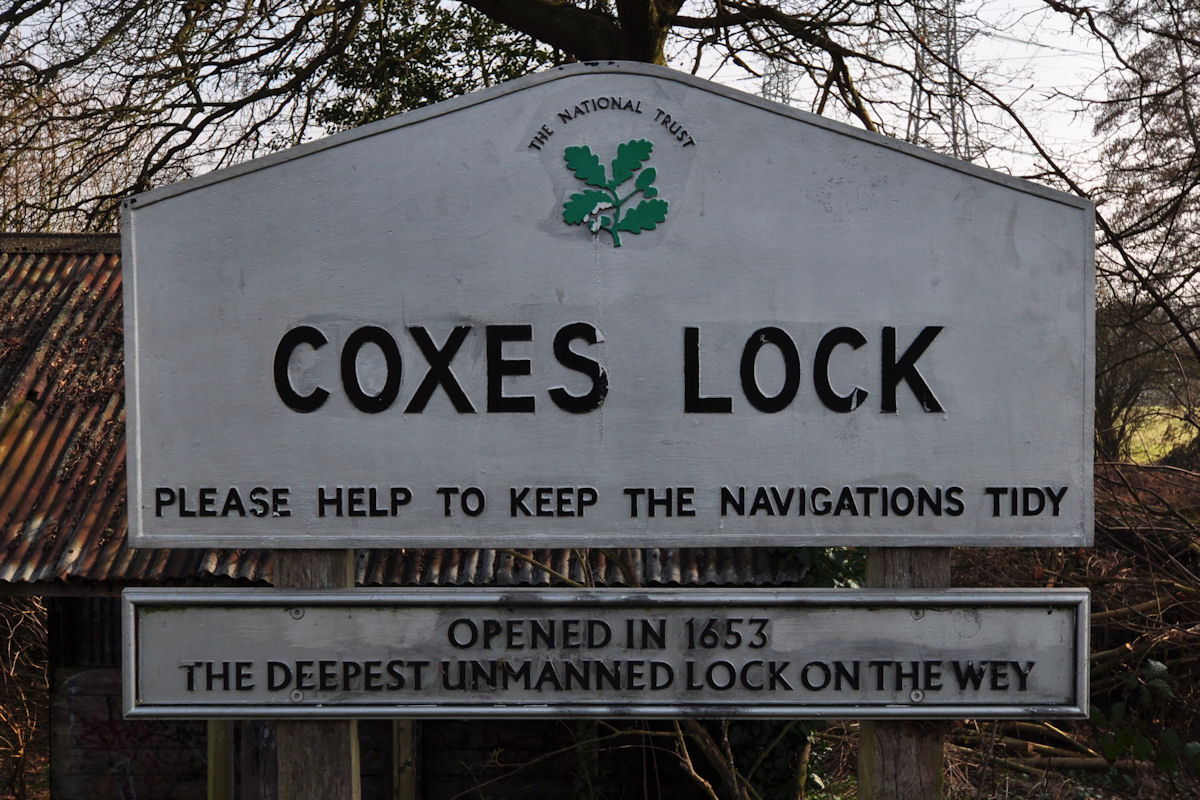 THE NATIONAL TRUST
COXES LOCK
PLEASE HELP TO KEEP THE NAVIGATIONS TIDY
OPENED IN 1653
THE DEEPEST UNMANNED LOCK ON THE WEY